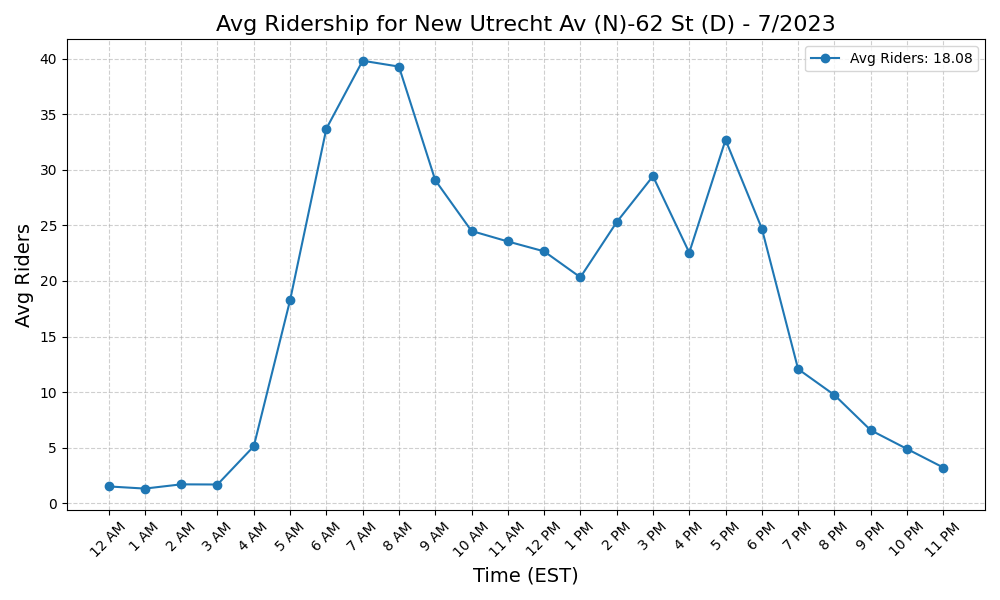 Avg Ridership for New Utrecht Av (N)-62 St (D) - 7/2023
Avg Riders: 18.08
Avg Riders
40
35
30
25
20
15
10
5
0
12 AM
1 AM
2 AM
3 AM
4 AM
5 AM
6 AM
7 AM
8 AM
9 AM
10 AM
11 AM
12 PM
1 PM
2 PM
3 PM
4 PM
5 PM
6 PM
7 PM
8 PM
9 PM
10 PM
11 PM
Time (EST)